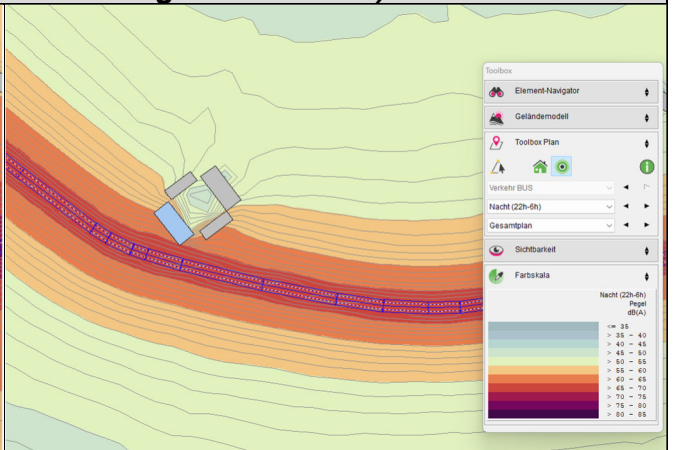 Toolbox
Element-Navigator
Geländemodell
Toolbox Plan
Verkehr BUS
Nacht (22h-6h)
Gesamtplan
Sichtbarkeit
Farbskala
Nacht (22h-6h)
Pegel
dB(A)
<= 35
> 35 - 40
> 40 - 45
> 45 - 50
> 50 - 55
> 55 - 60
> 60 - 65
> 65 - 70
> 70 - 75
> 75 - 80
> 80 - 85